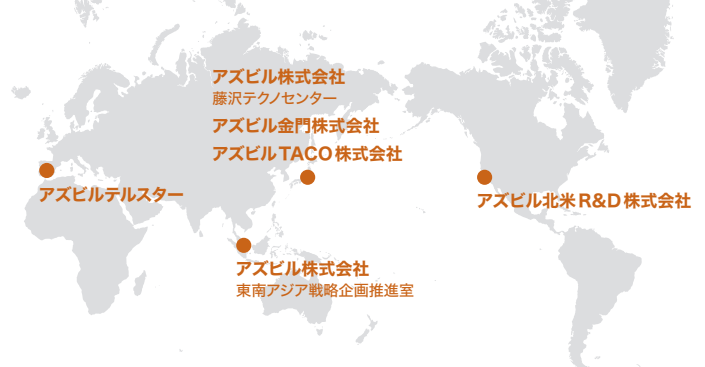 アズビル株式会社
藤沢テクノセンター
アズビル金門株式会社
アズビルTACO株式会社
アズビルテルスター
アズビル北米R&D株式会社
アズビル株式会社
東南アジア戦略企画推進室